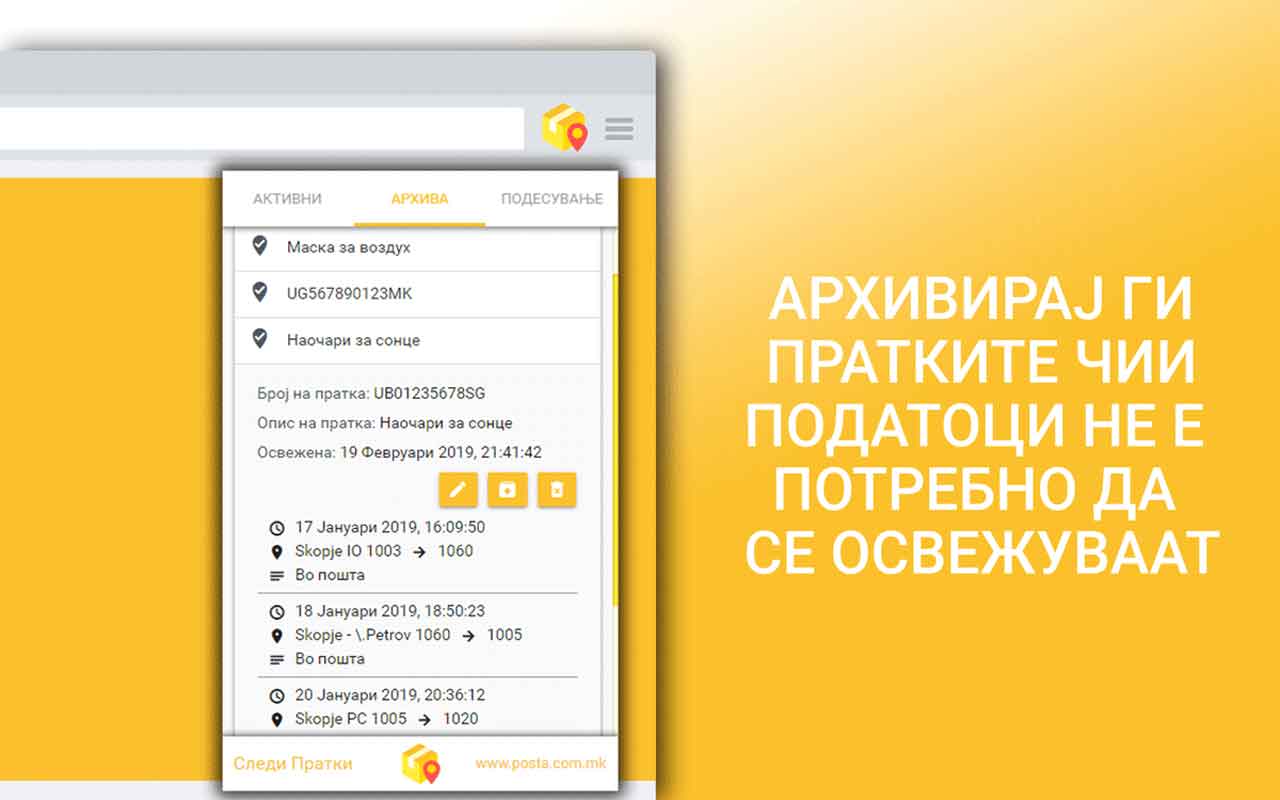 АКТИВНИ АРХИВА ПОДЕСУВАЊЕ
Маска за воздух
UG567890123MK
Наочари за сонце
Број на пратка: UB01235678SG
Опис на пратка: Наочари за сонце
Освежена: 19 Февруари 2019, 21:41:42
17 Јануари 2019, 16:09:50
Skopje IO 1003 → 1060
Во пошта
18 Јануари 2019, 18:50:23
Skopje - \.Petrov 1060 → 1005
Во пошта
20 Јануари 2019, 20:36:12
Skopje PC 1005 → 1020
Следи Пратки www.posta.com.mk
АРХИВИРАЈ ГИ
ПРАТКИТЕ ЧИИ
ПОДАТОЦИ НЕ Е
ПОТРЕБНО ДА
СЕ ОСВЕЖУВААТ